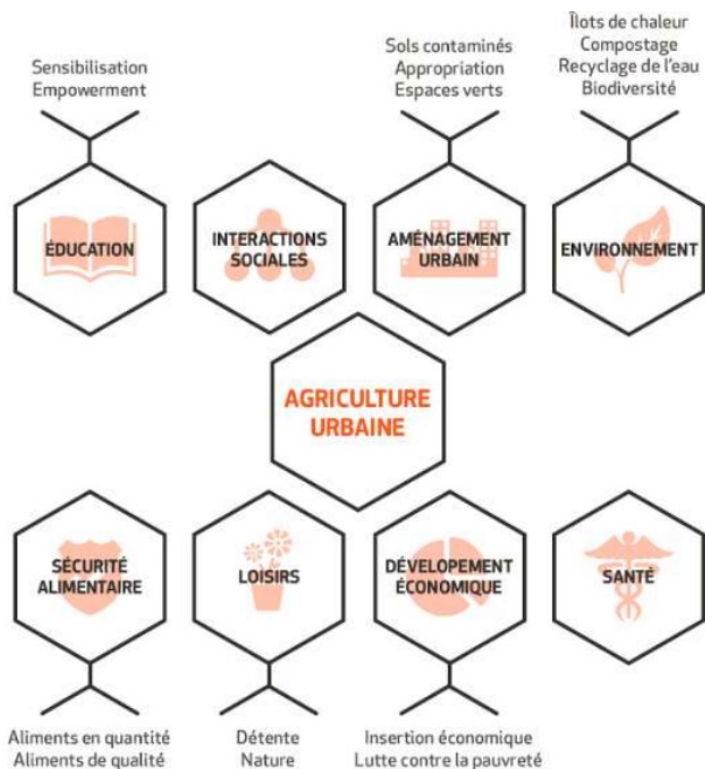 Sensibilisation
Empowerment
Sols contaminés
Appropriation
Espaces verts
Îlots de chaleur
Compostage
Recyclage de l'eau
Biodiversité
ÉDUCATION
INTERACTIONS
SOCIALES
AMÉNAGEMENT
URBAIN
ENVIRONNEMENT
AGRICULTURE
URBAINE
SÉCURITÉ
ALIMENTAIRE
LOISIRS
DÉVELOPEMENT
ÉCONOMIQUE
SANTÉ
Aliments en quantité
Aliments de qualité
Détente
Nature
Insertion économique
Lutte contre la pauvreté